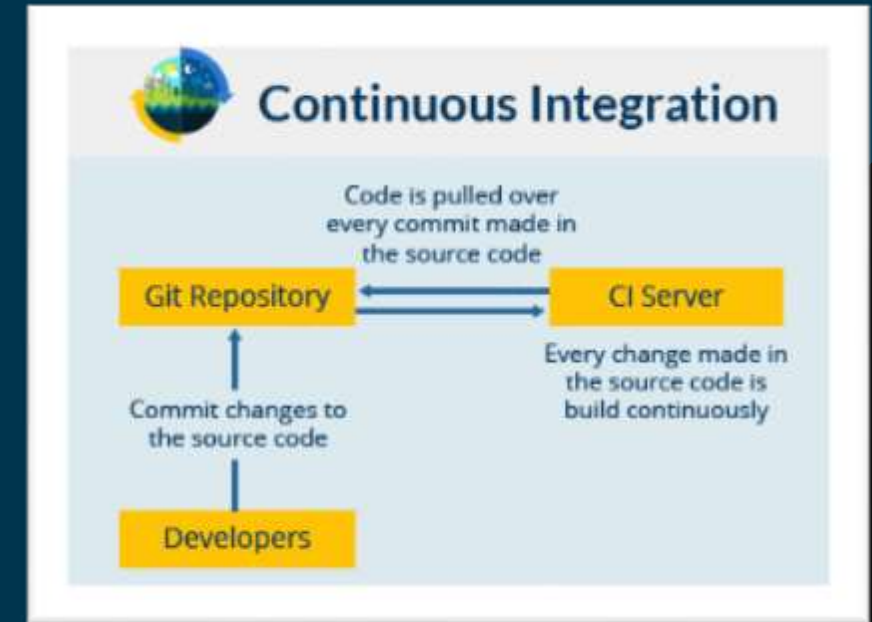 Continuous Integration
Code is pulled over
every commit made in
the source code
Git Repository
CI Server
Every change made in
the source code is
build continuously
Commit changes to
the source code
Developers